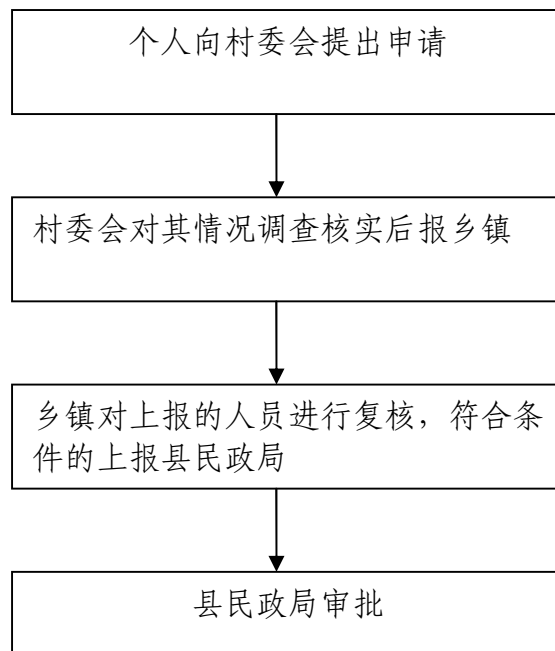 个人向村委会提出申请
村委会对其情况调查核实后报乡镇
乡镇对上报的人员进行复核，符合条
件的上报县民政局
县民政局审批